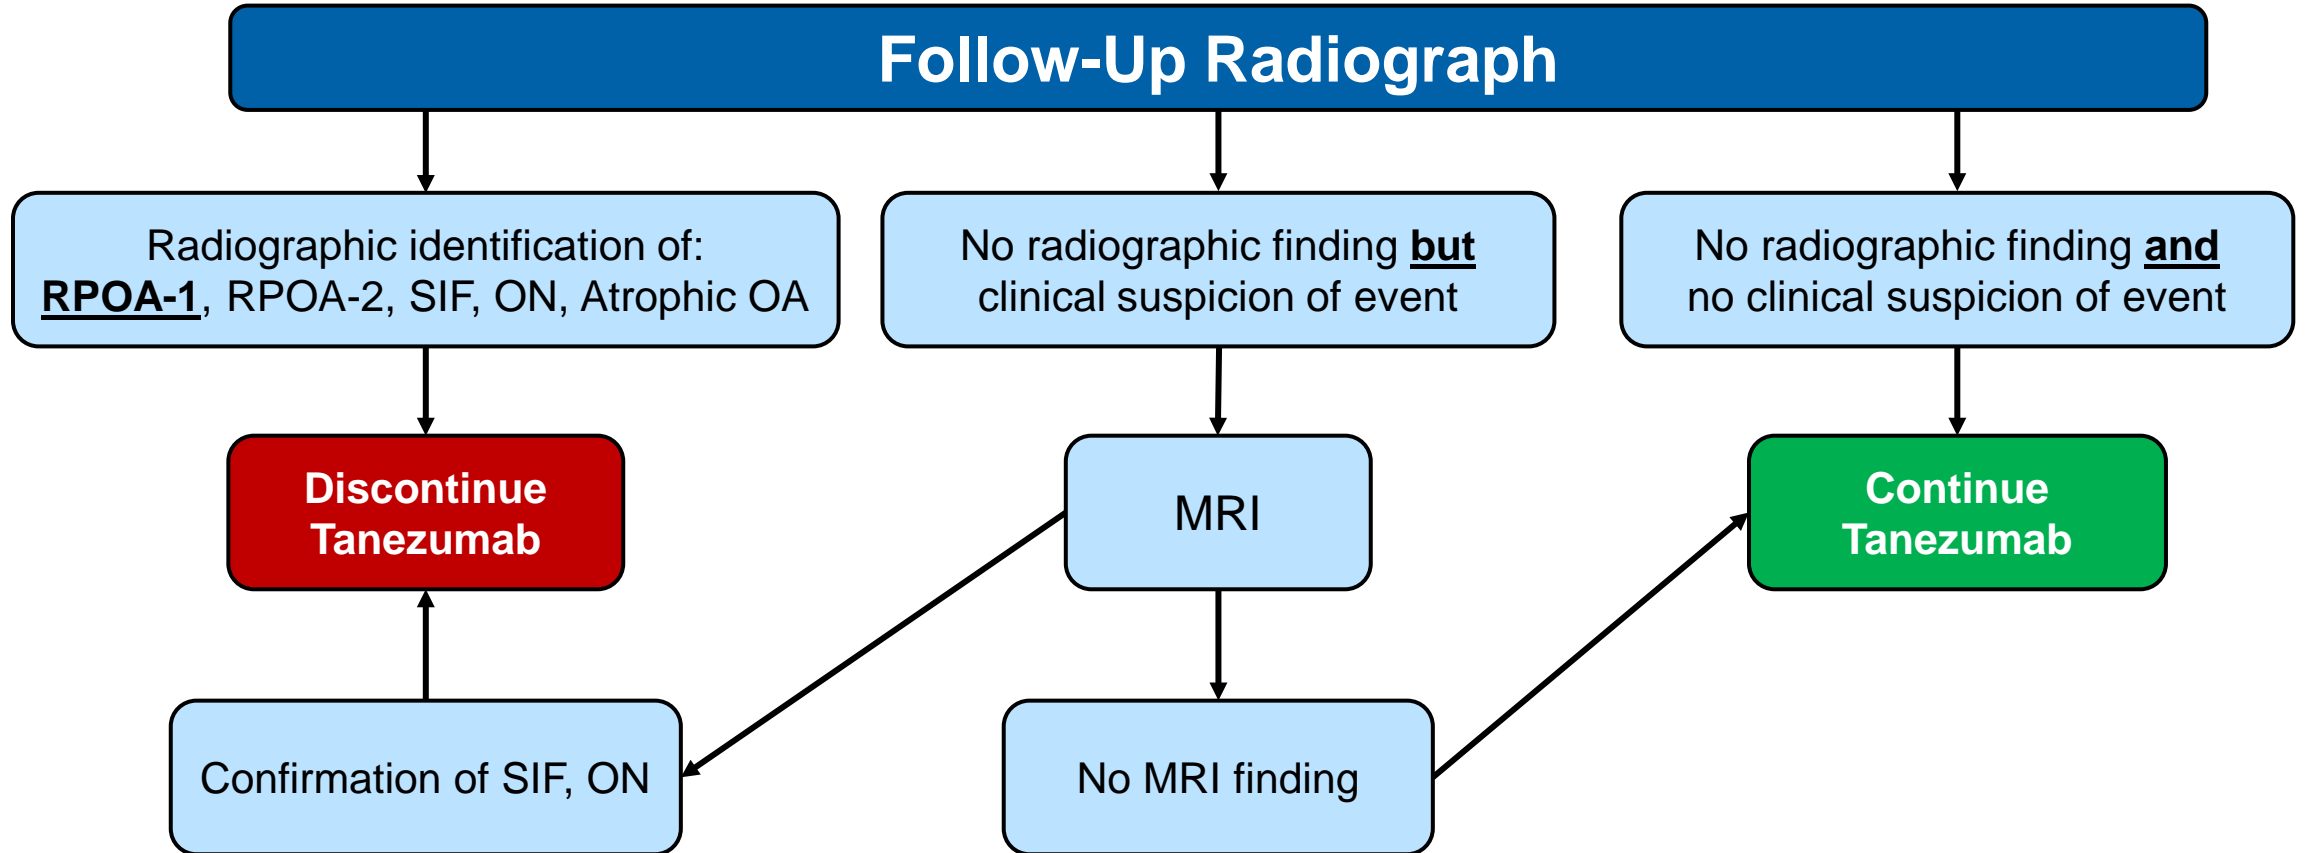 Follow-Up Radiograph
Radiographic identification of:
RPOA-1, RPOA-2, SIF, ON, Atrophic OA
No radiographic finding but
clinical suspicion of event
No radiographic finding and
no clinical suspicion of event
Discontinue
Tanezumab
MRI
Continue
Tanezumab
Confirmation of SIF, ON
No MRI finding